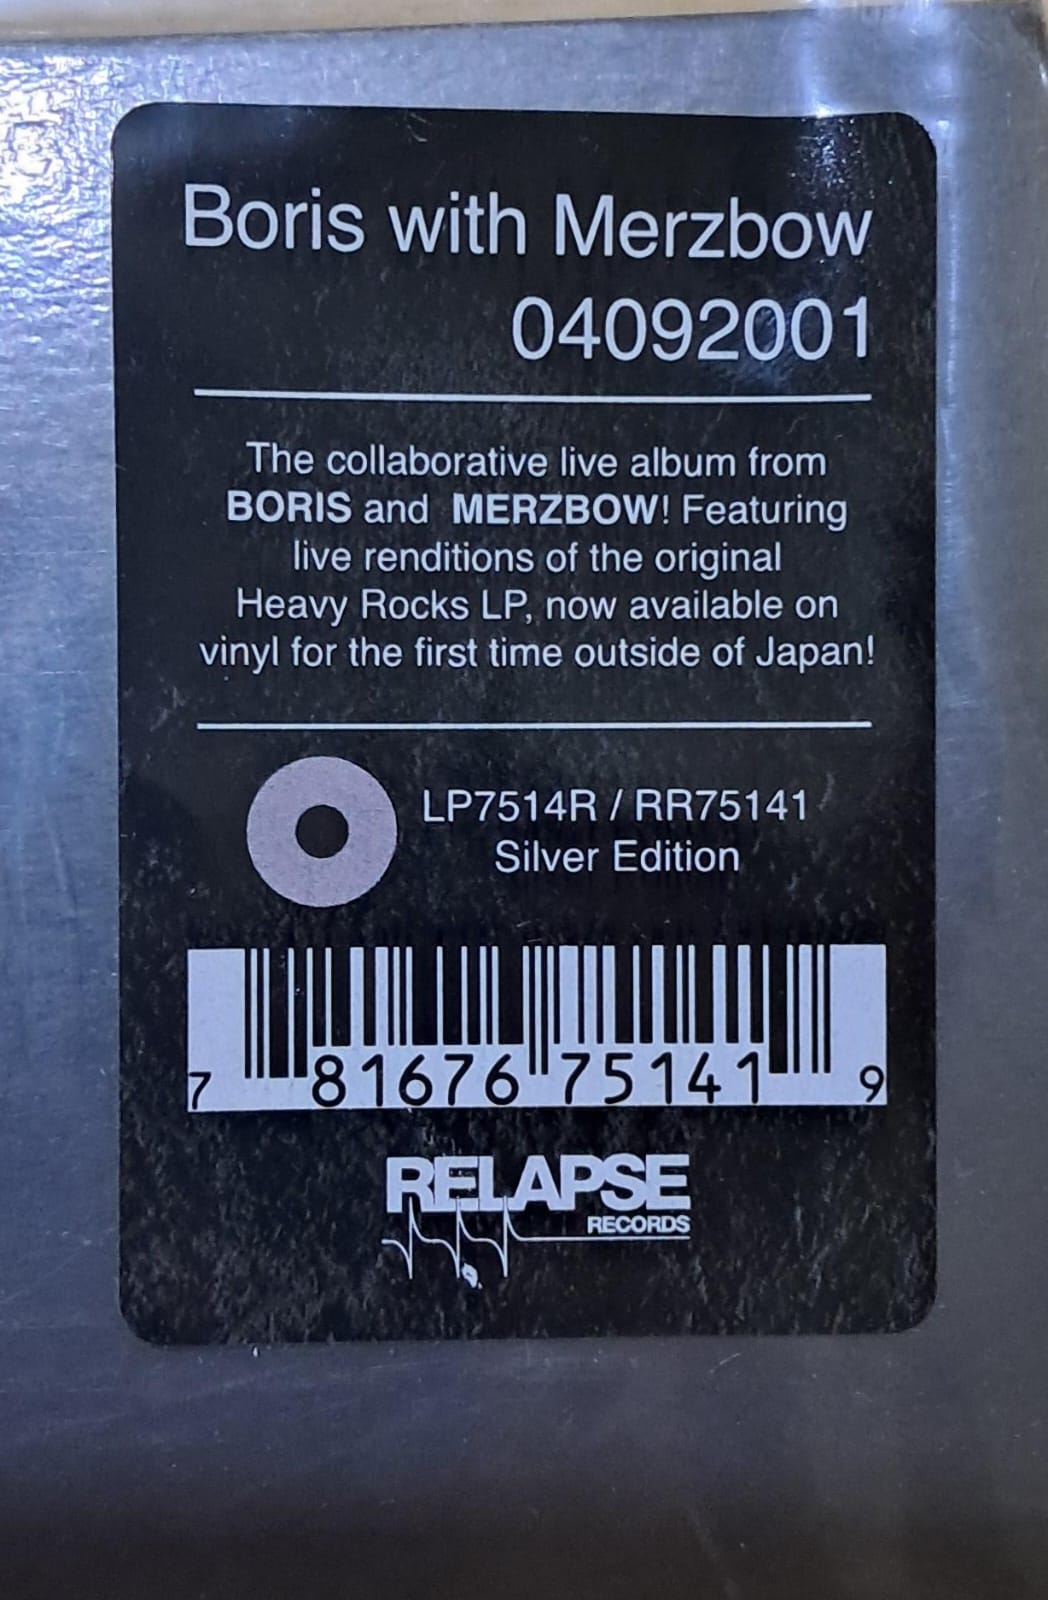 Boris with Merzbow
04092001
The collaborative live album from
BORIS and MERZBOW! Featuring
live renditions of the original
Heavy Rocks LP, now available on
vinyl for the first time outside of Japan!
LP7514R / RR75141
Silver Edition
7 81676 75141 9
RELAPSE
RECORDS